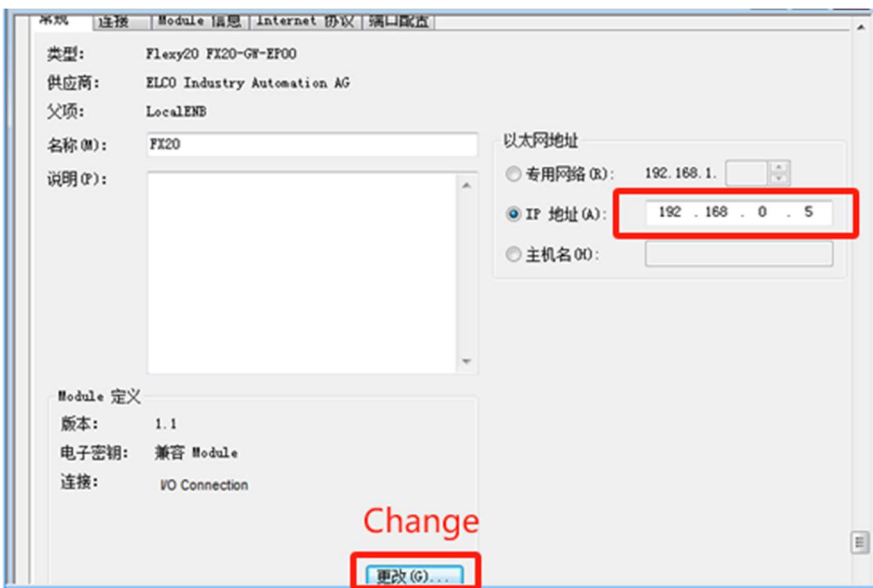 常规 连接 Module 信息 Internet 协议 端口配置
类型: Flexy20 FX20-GW-EP00
供应商: ELCO Industry Automation AG
父项: LocalENB
名称(M): FX20
说明(P):
以太网地址
专用网络(R): 192.168.1.
IP 地址(A): 192 . 168 . 0 . 5
主机名(H):
Module 定义
版本: 1.1
电子密钥: 兼容 Module
连接: I/O Connection
Change
更改(G)...